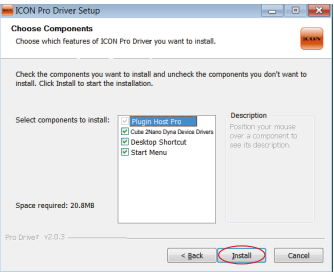 ICON Pro Driver Setup
Choose Components
Choose which features of ICON Pro Driver you want to install.
ICON
Check the components you want to install and uncheck the components you don't want to
install. Click Install to start the installation.
Select components to install:
Plugin Host Pro
Cube 2Nano Dyna Device Drivers
Desktop Shortcut
Start Menu
Description
Position your mouse
over a component to
see its description.
Space required: 20.8MB
Pro Driver v2.0.3
< Back
Install
Cancel